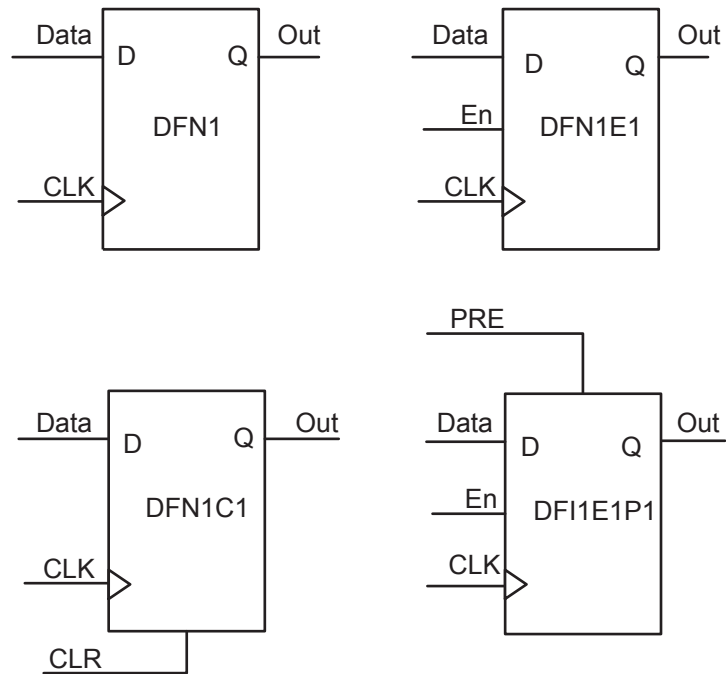 Data
D
Q
Out
DFN1
CLK
Data
D
Q
Out
En
DFN1E1
CLK
Data
D
Q
Out
DFN1C1
CLK
CLR
PRE
Data
D
Q
Out
En
DFI1E1P1
CLK